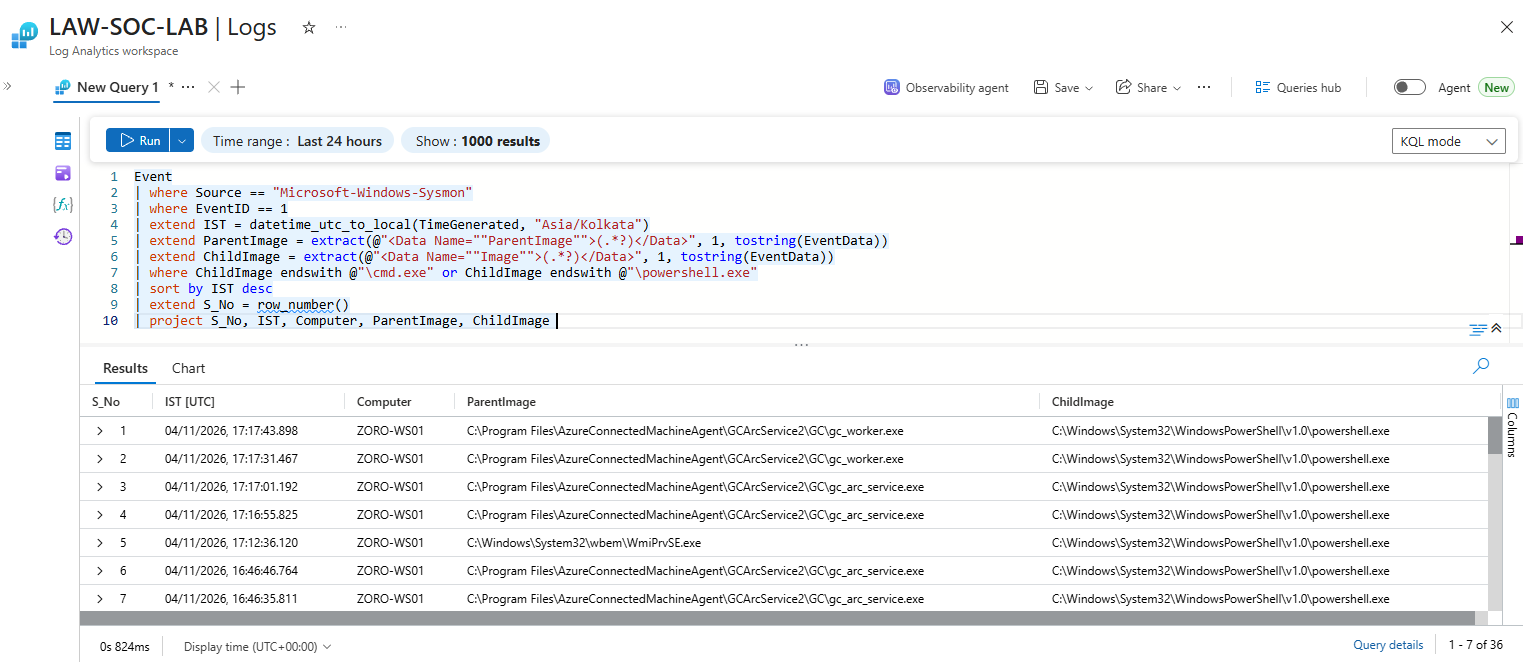 LAW-SOC-LAB | Logs
Log Analytics workspace
New Query 1 *
Observability agent
Save
Share
Queries hub
Agent New
Run
Time range : Last 24 hours
Show : 1000 results
KQL mode
1 Event
2 | where Source == "Microsoft-Windows-Sysmon"
3 | where EventID == 1
4 | extend IST = datetime_utc_to_local(TimeGenerated, "Asia/Kolkata")
5 | extend ParentImage = extract(@"<Data Name=""ParentImage"">(.*?)</Data>", 1, tostring(EventData))
6 | extend ChildImage = extract(@"<Data Name=""Image"">(.*?)</Data>", 1, tostring(EventData))
7 | where ChildImage endswith @"\cmd.exe" or ChildImage endswith @"\powershell.exe"
8 | sort by IST desc
9 | extend S_No = row_number()
10 | project S_No, IST, Computer, ParentImage, ChildImage
Results Chart
S_No IST [UTC] Computer ParentImage ChildImage
1 04/11/2026, 17:17:43.898 ZORO-WS01 C:\Program Files\AzureConnectedMachineAgent\GCArcService2\GC\gc_worker.exe C:\Windows\System32\WindowsPowerShell\v1.0\powershell.exe
2 04/11/2026, 17:17:31.467 ZORO-WS01 C:\Program Files\AzureConnectedMachineAgent\GCArcService2\GC\gc_worker.exe C:\Windows\System32\WindowsPowerShell\v1.0\powershell.exe
3 04/11/2026, 17:17:01.192 ZORO-WS01 C:\Program Files\AzureConnectedMachineAgent\GCArcService2\GC\gc_arc_service.exe C:\Windows\System32\WindowsPowerShell\v1.0\powershell.exe
4 04/11/2026, 17:16:55.825 ZORO-WS01 C:\Program Files\AzureConnectedMachineAgent\GCArcService2\GC\gc_arc_service.exe C:\Windows\System32\WindowsPowerShell\v1.0\powershell.exe
5 04/11/2026, 17:12:36.120 ZORO-WS01 C:\Windows\System32\wbem\WmiPrvSE.exe C:\Windows\System32\WindowsPowerShell\v1.0\powershell.exe
6 04/11/2026, 16:46:46.764 ZORO-WS01 C:\Program Files\AzureConnectedMachineAgent\GCArcService2\GC\gc_arc_service.exe C:\Windows\System32\WindowsPowerShell\v1.0\powershell.exe
7 04/11/2026, 16:46:35.811 ZORO-WS01 C:\Program Files\AzureConnectedMachineAgent\GCArcService2\GC\gc_arc_service.exe C:\Windows\System32\WindowsPowerShell\v1.0\powershell.exe
Columns
0s 824ms
Display time (UTC+00:00)
Query details
1 - 7 of 36